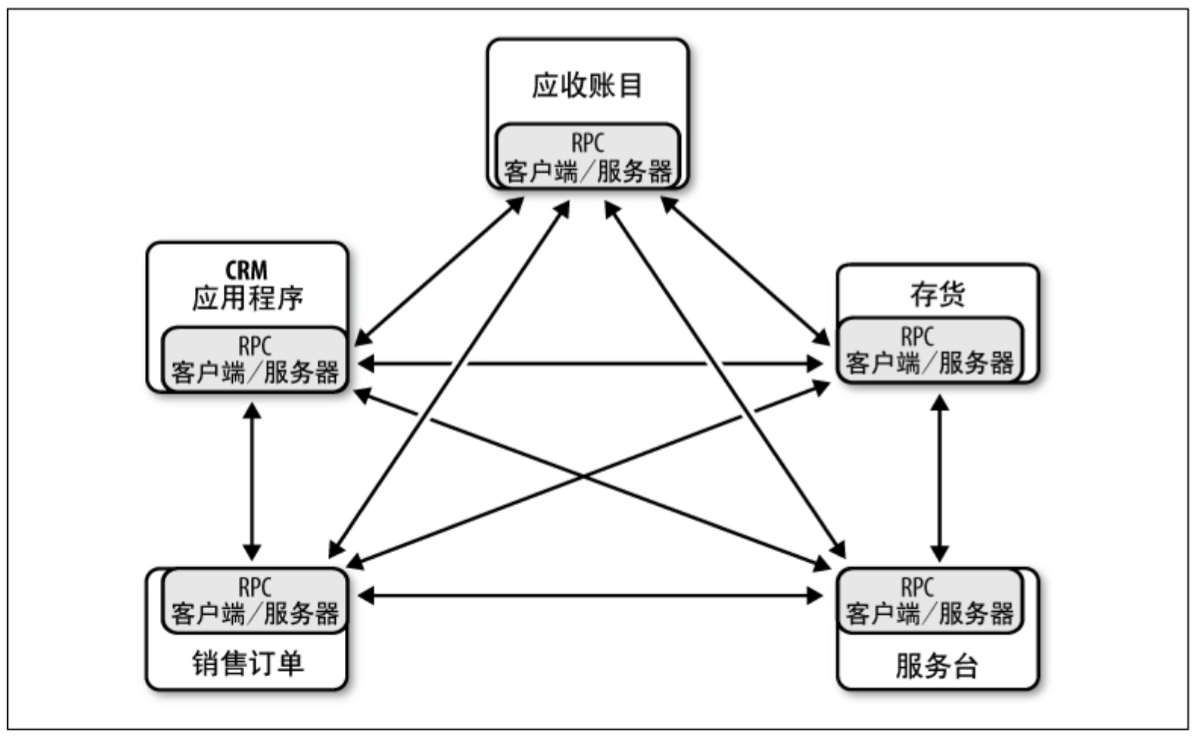 应收账目
RPC
客户端/服务器
CRM
应用程序
RPC
客户端/服务器
存货
RPC
客户端/服务器
RPC
客户端/服务器
销售订单
RPC
客户端/服务器
服务台